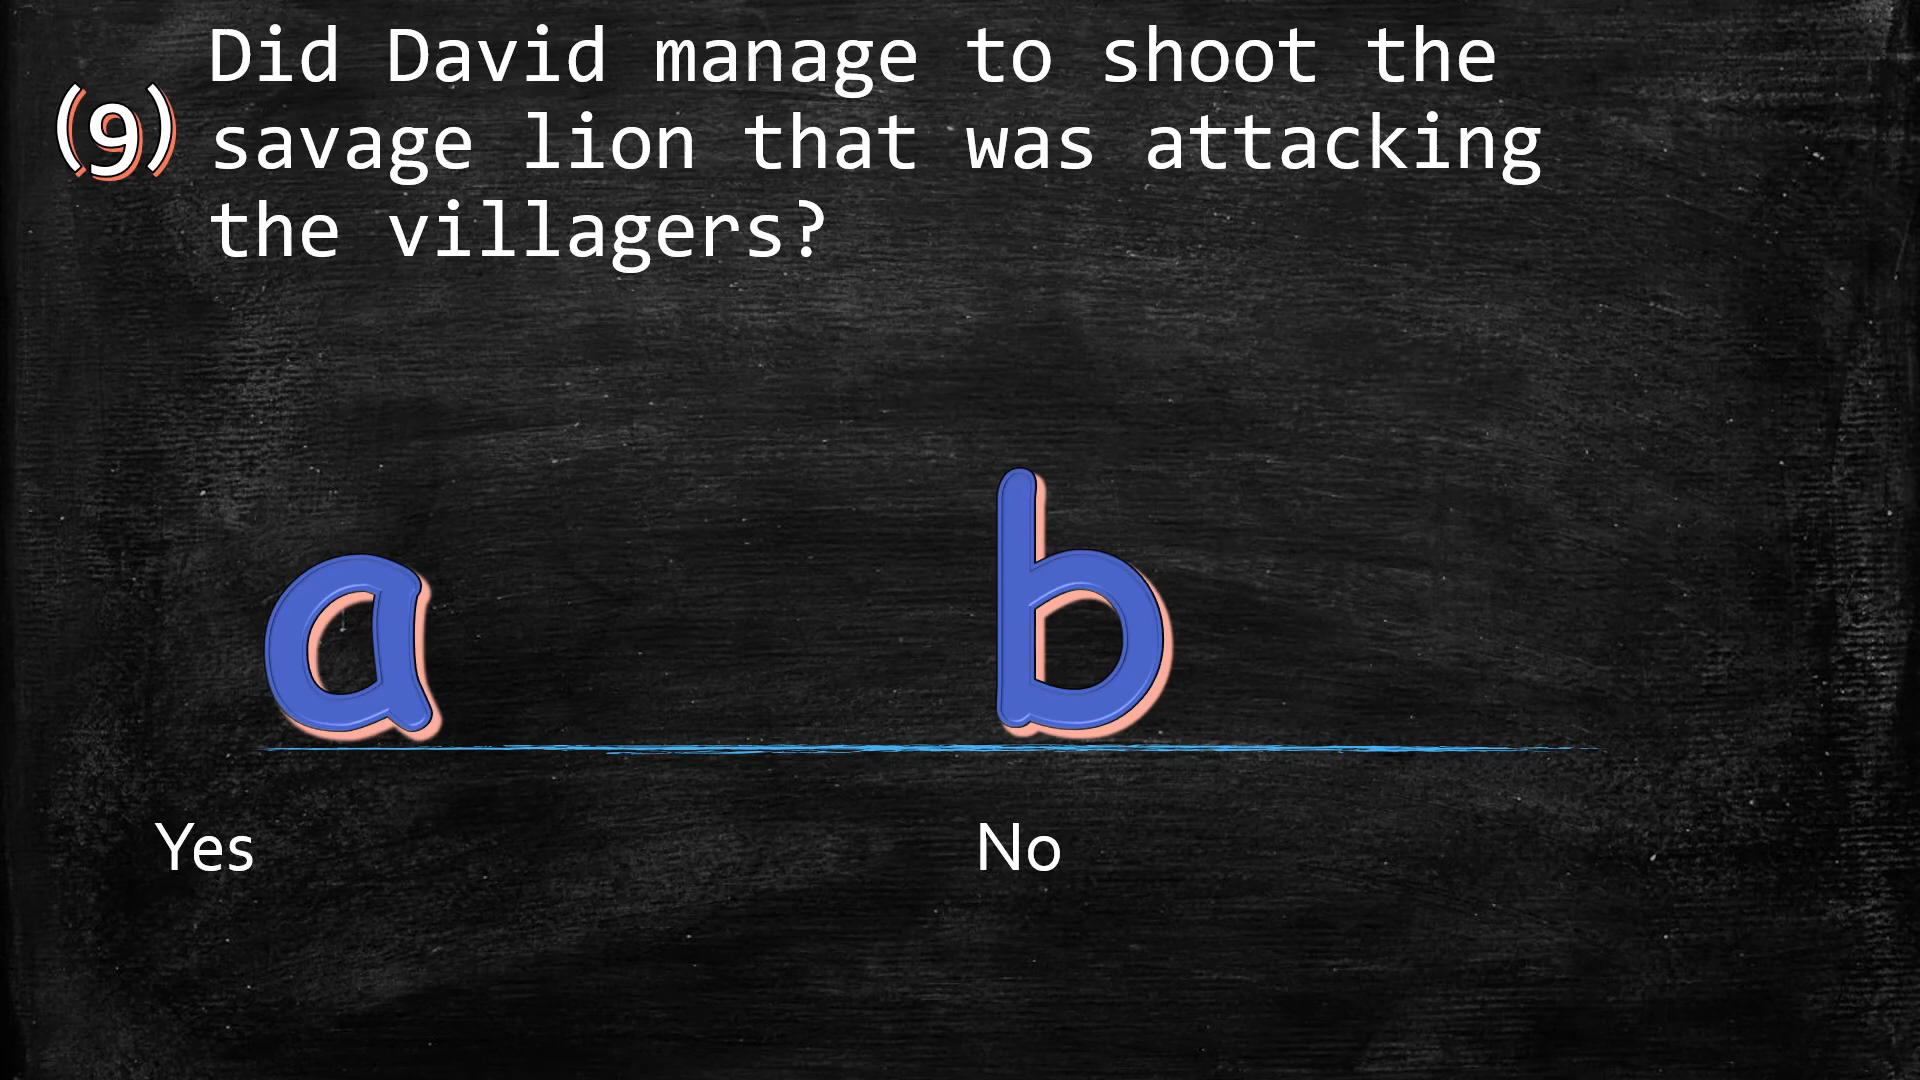 (9)
Did David manage to shoot the
savage lion that was attacking
the villagers?
a
b
Yes
No